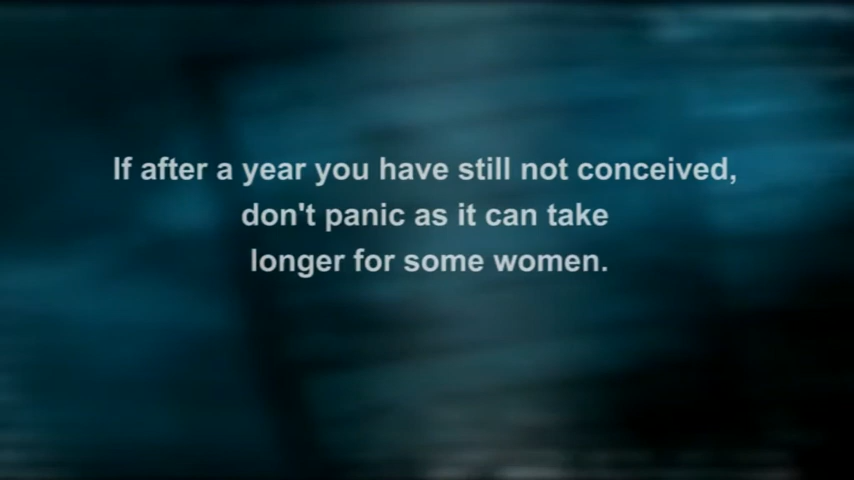 If after a year you have still not conceived,
don't panic as it can take
longer for some women.